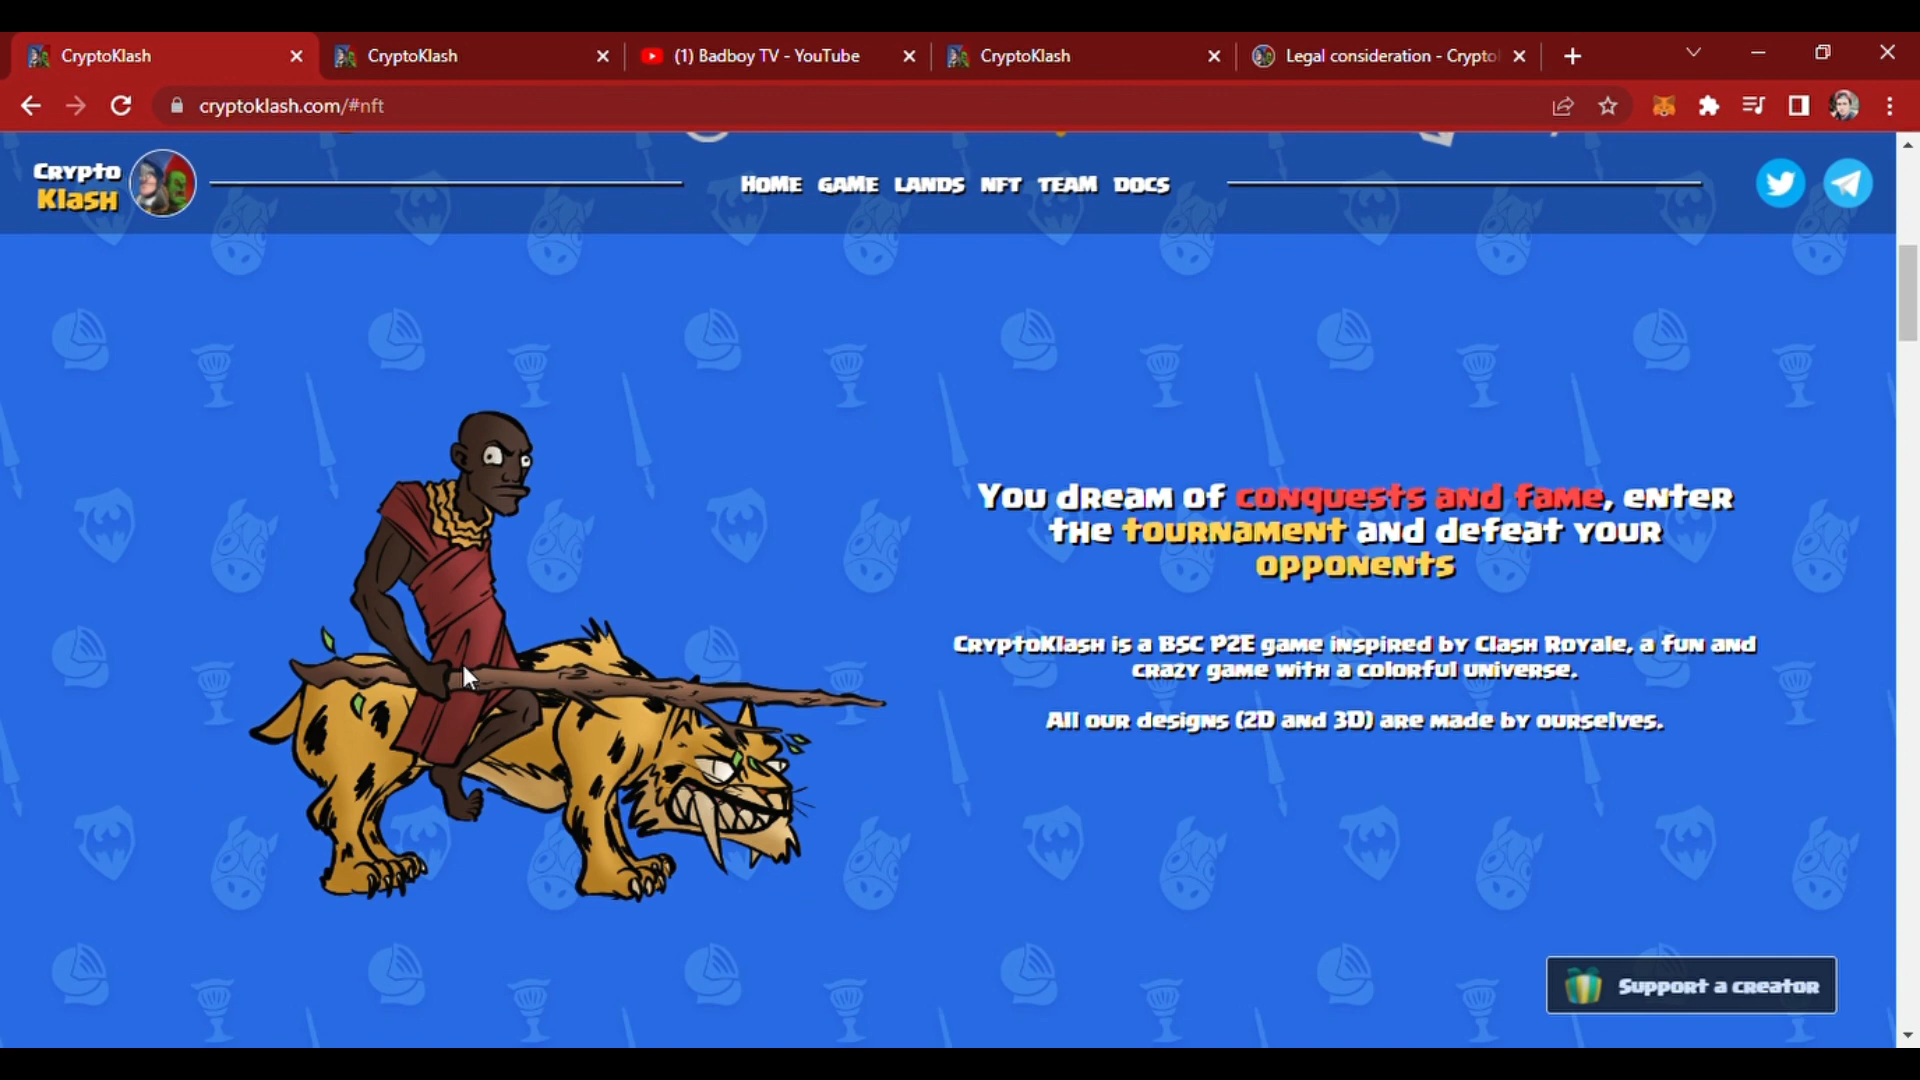 CryptoKlash
CryptoKlash
(1) Badboy TV - YouTube
CryptoKlash
Legal consideration - Crypto
cryptoklash.com/#nft
Crypto
Klash
HOME GAME LANDS NFT TEAM DOCS
You dream of conquests and fame, enter
the tournament and defeat your
opponents
CryptoKlash is a BSC P2E game inspired by Clash Royale, a fun and
crazy game with a colorful universe.
All our designs (2D and 3D) are made by ourselves.
Support a creator